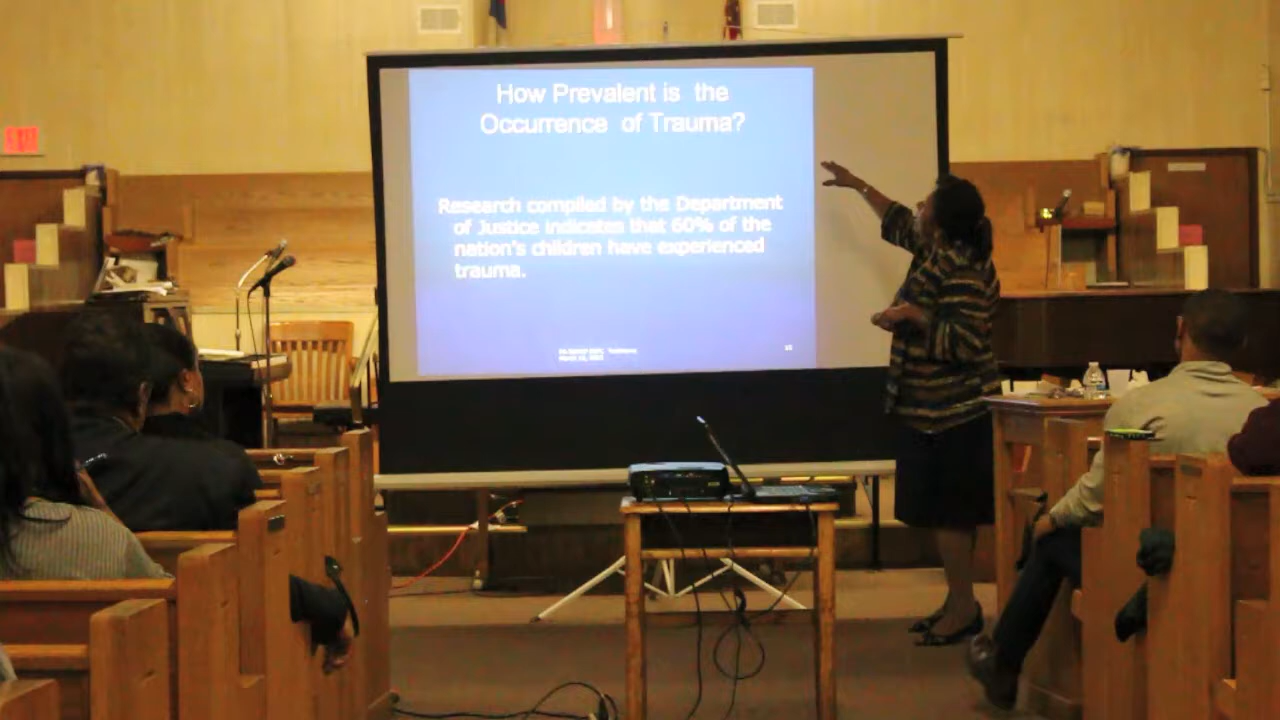 How Prevalent is the
Occurrence of Trauma?
Research compiled by the Department
of Justice indicates that 60% of the
nation's children have experienced
trauma.